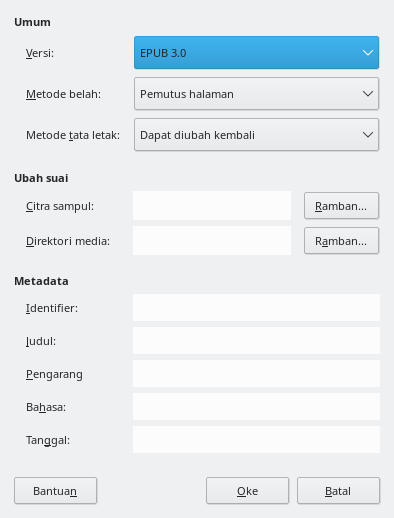 Umum
Versi: EPUB 3.0
Metode belah: Pemutus halaman
Metode tata letak: Dapat diubah kembali
Ubah suai
Citra sampul: Ramban...
Direktori media: Ramban...
Metadata
Identifier:
Judul:
Pengarang
Bahasa:
Tanggal:
Bantuan Oke Batal